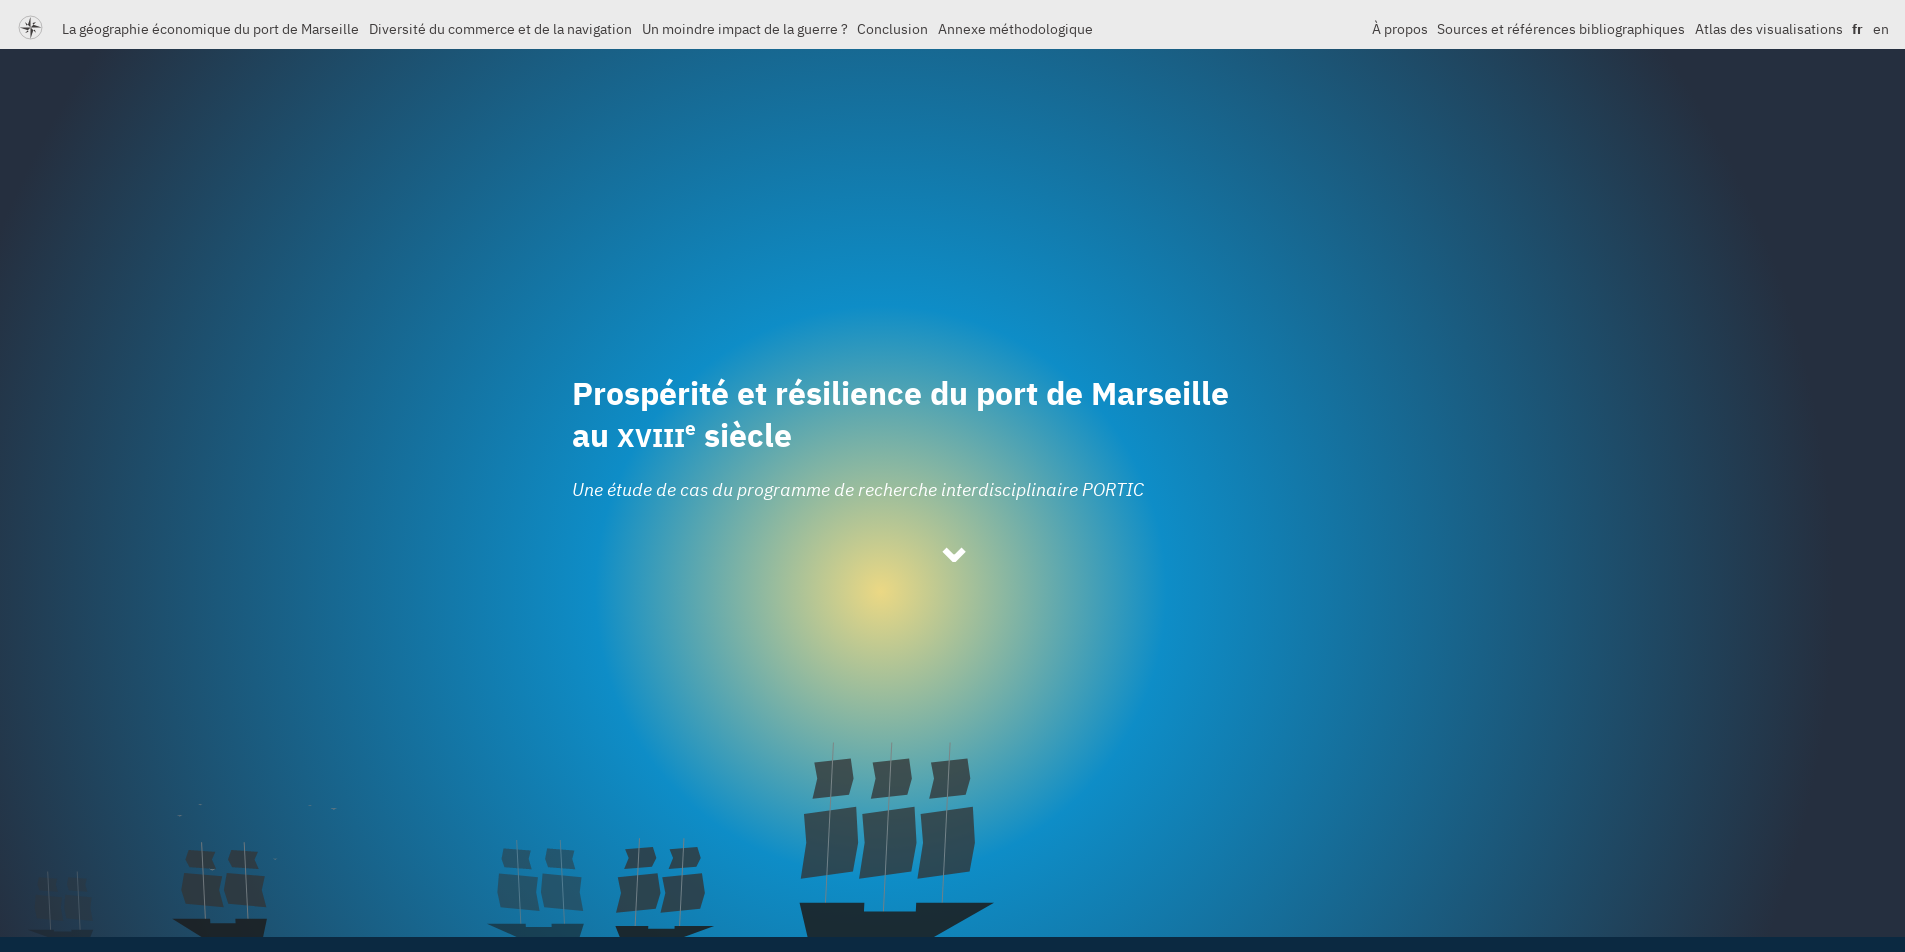 La géographie économique du port de Marseille Diversité du commerce et de la navigation Un moindre impact de la guerre ? Conclusion Annexe méthodologique À propos Sources et références bibliographiques Atlas des visualisations fr en
Prospérité et résilience du port de Marseille
au XVIIIe siècle
Une étude de cas du programme de recherche interdisciplinaire PORTIC